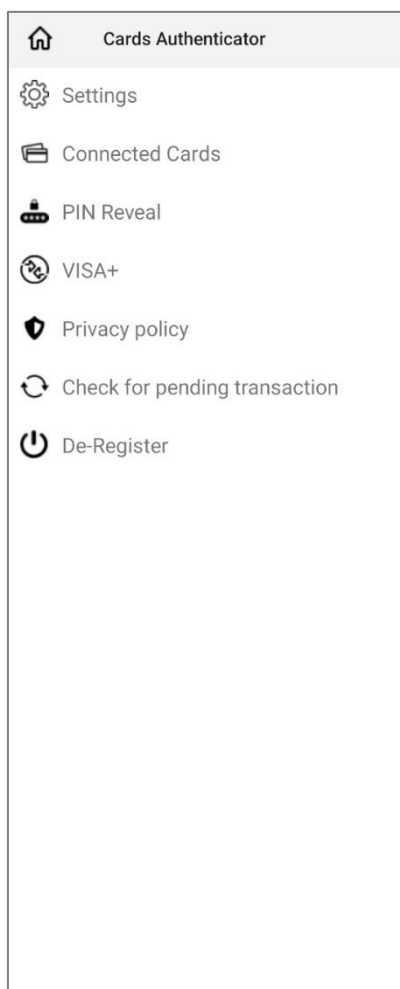 Cards Authenticator
Settings
Connected Cards
PIN Reveal
VISA+
Privacy policy
Check for pending transaction
De-Register